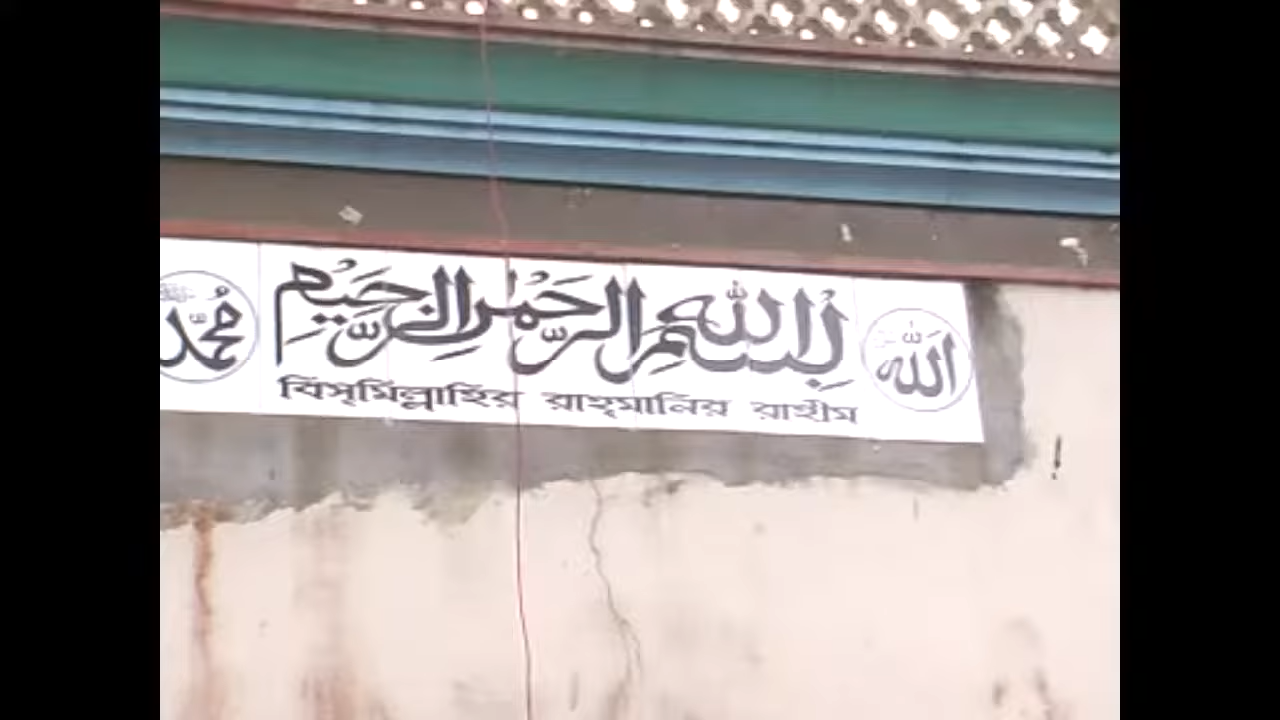 الله
بسم الله الرحمن الرحيم
محمد
বিস্‌মিল্লাহির রাহ্‌মানির রাহীম